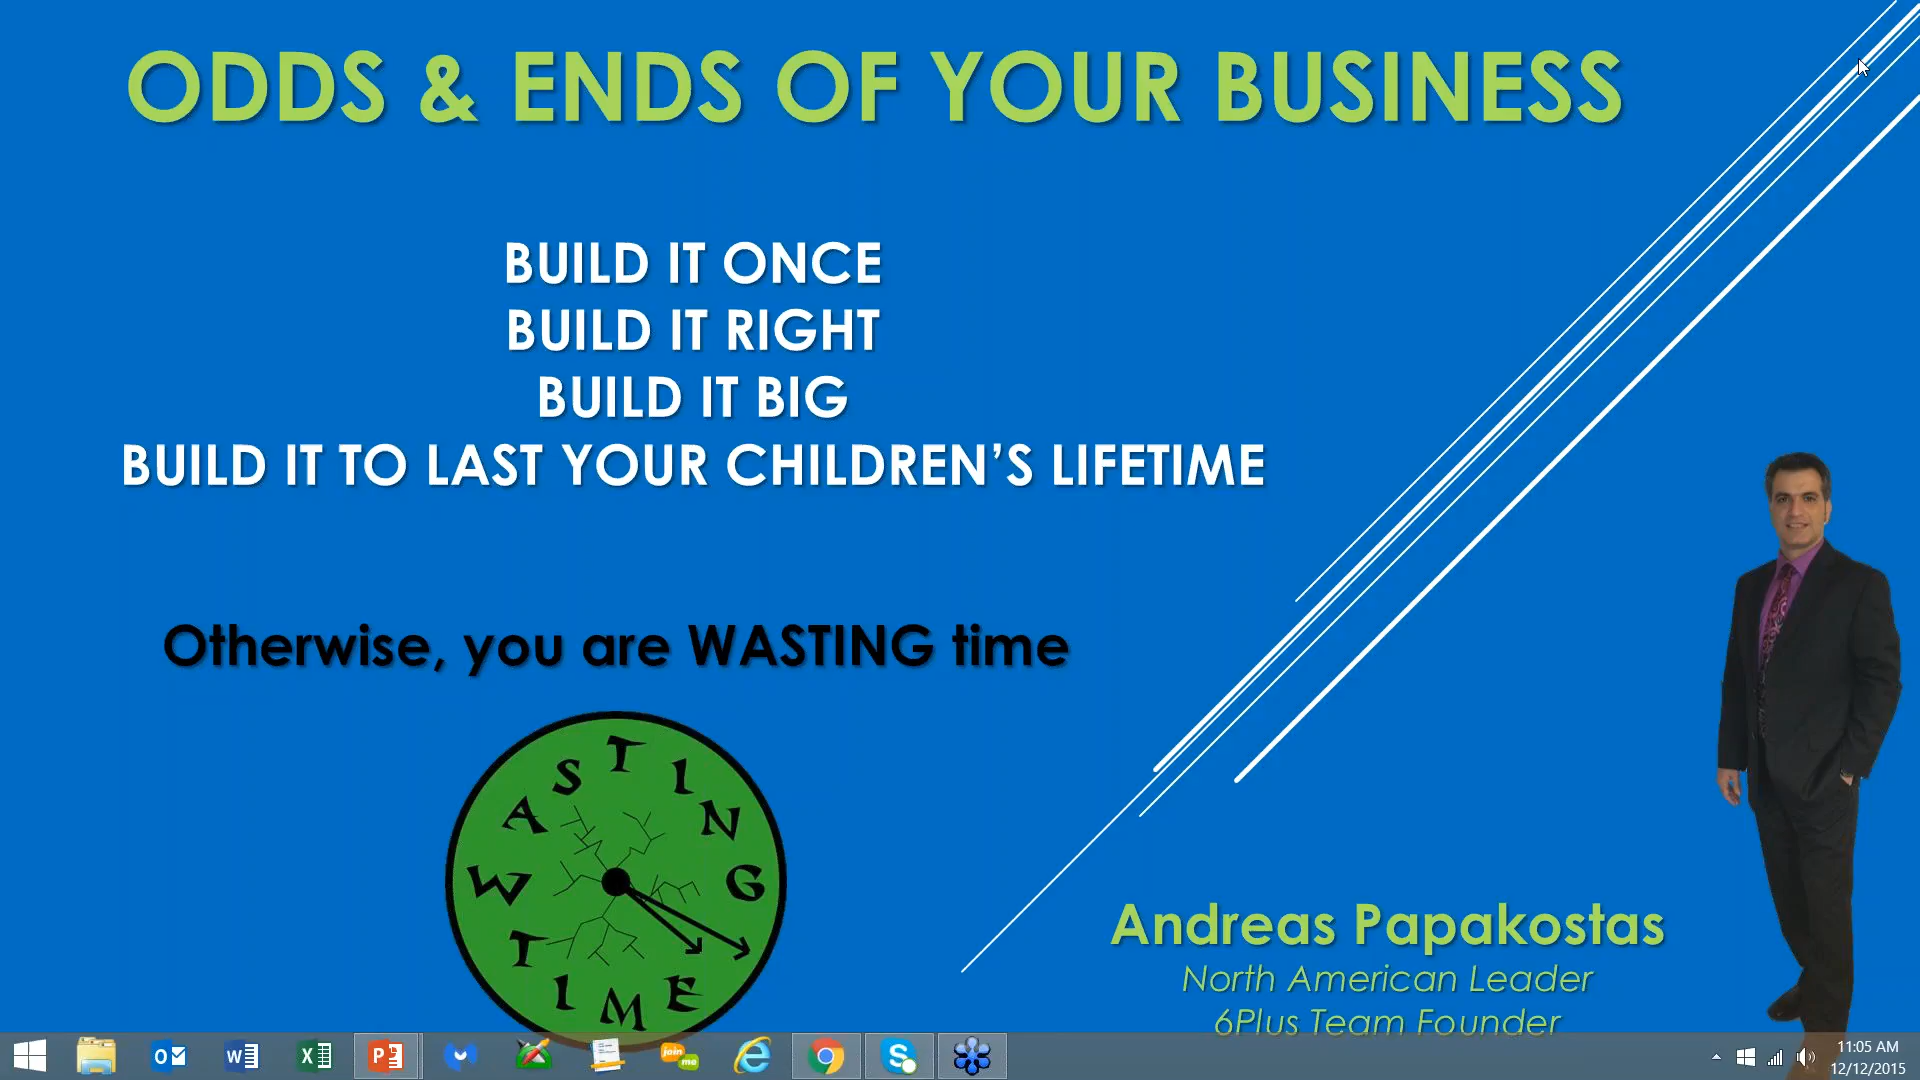 ODDS & ENDS OF YOUR BUSINESS
BUILD IT ONCE
BUILD IT RIGHT
BUILD IT BIG
BUILD IT TO LAST YOUR CHILDREN’S LIFETIME
Otherwise, you are WASTING time
WASTING
TIME
Andreas Papakostas
North American Leader
6Plus Team Founder
join
me
11:05 AM
12/12/2015